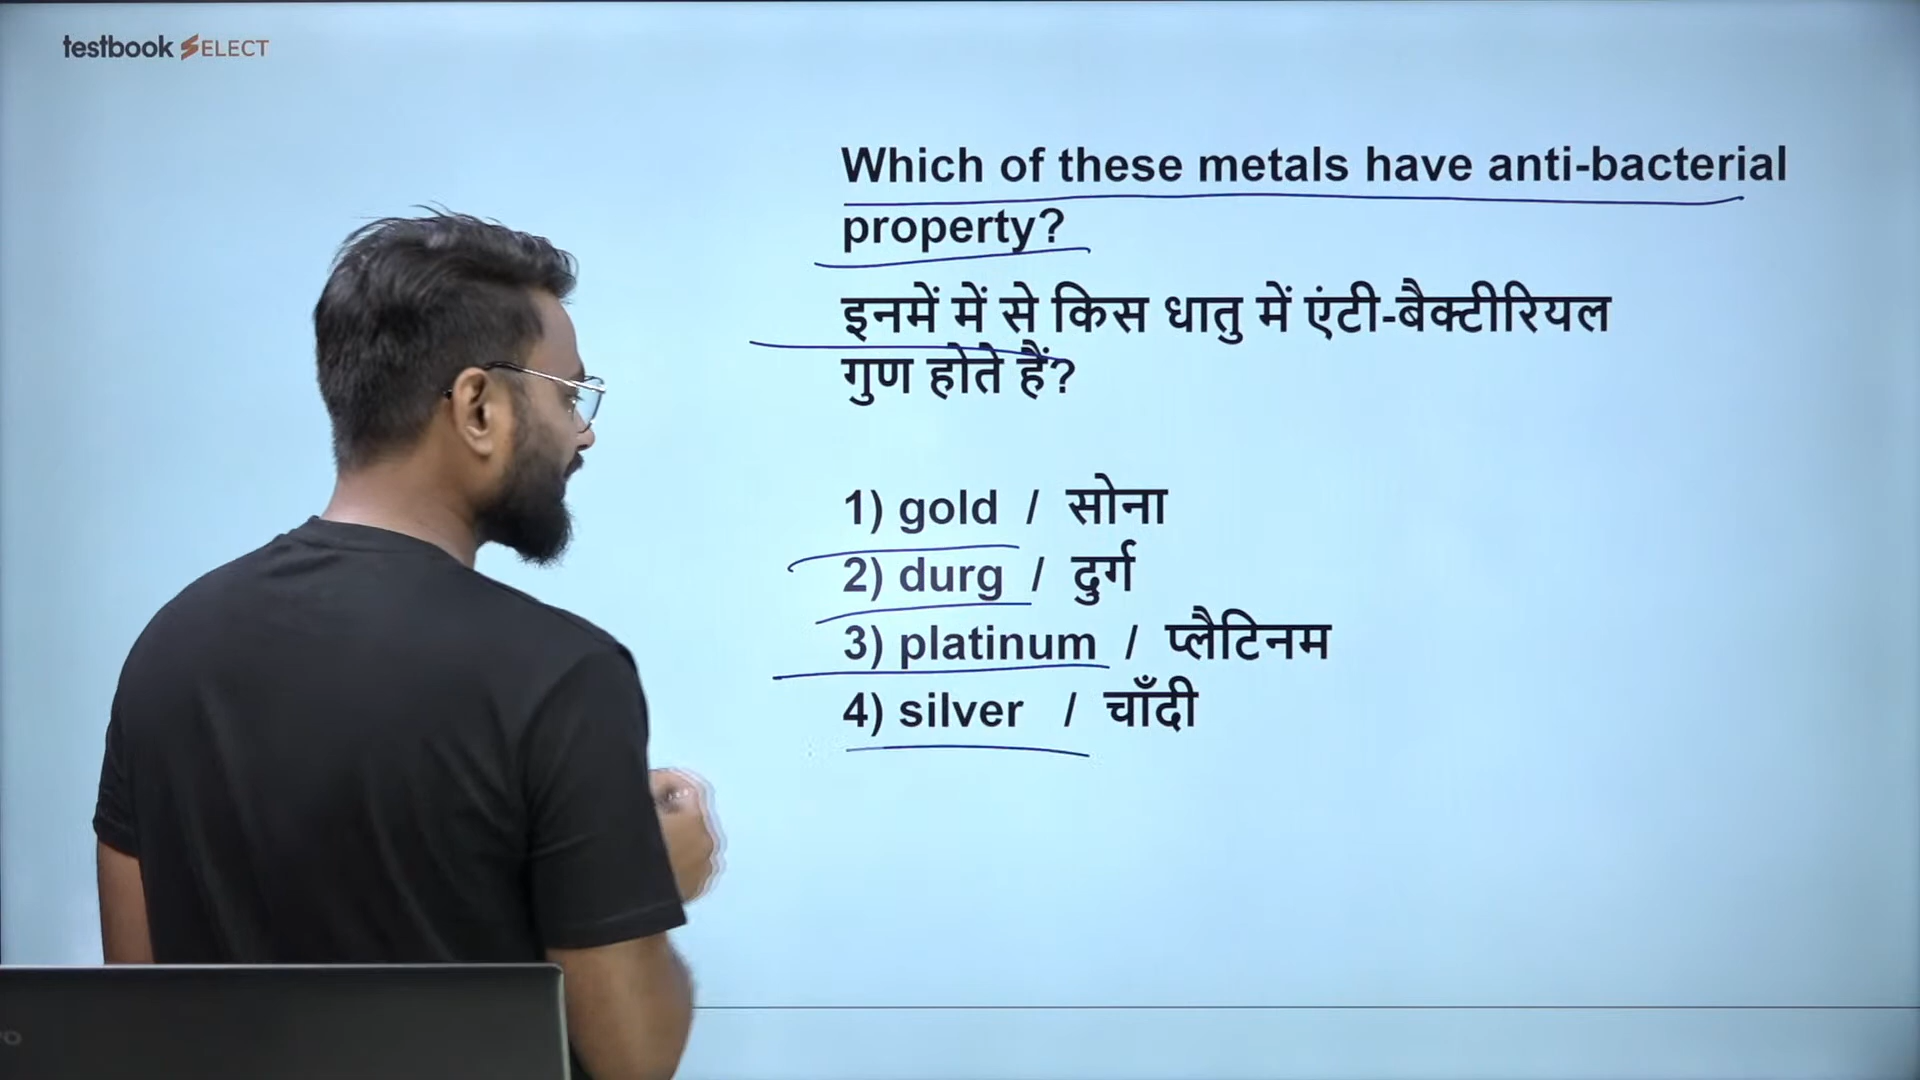 testbook SELECT
Which of these metals have anti-bacterial
property?
इनमें में से किस धातु में एंटी-बैक्टीरियल
गुण होते हैं?
1) gold / सोना
2) durg / दुर्ग
3) platinum / प्लैटिनम
4) silver / चाँदी